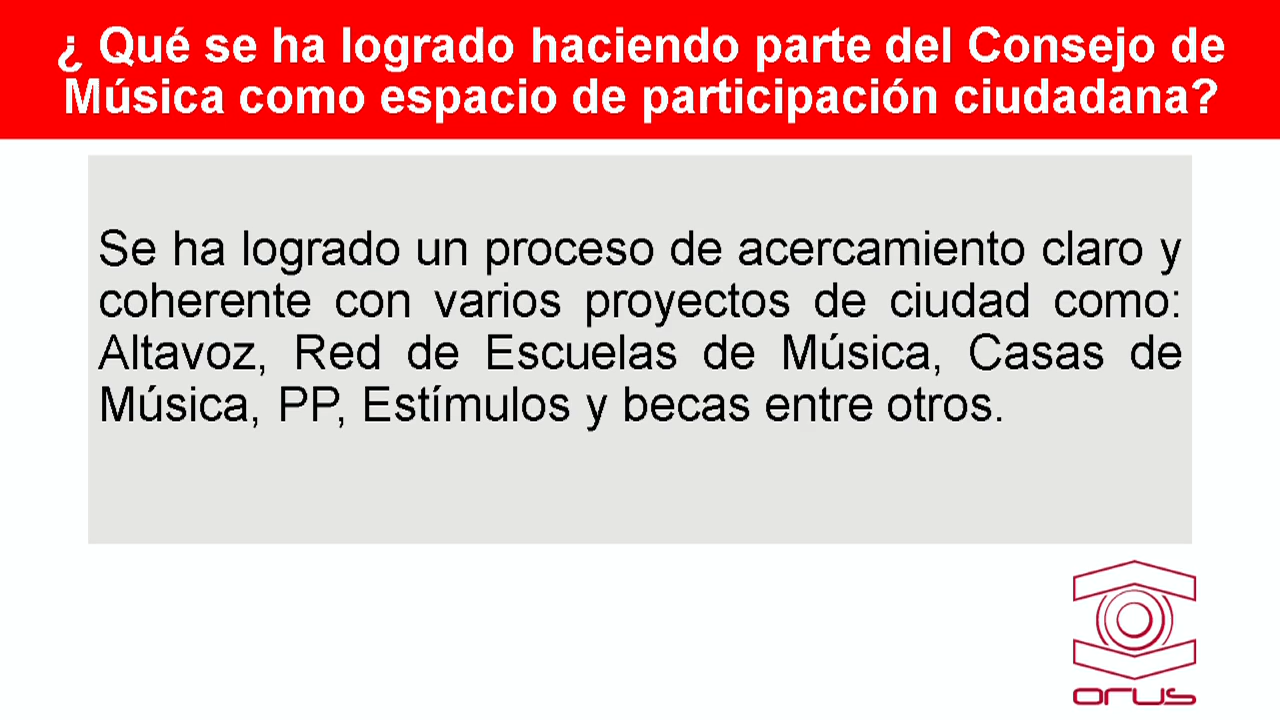 ¿ Qué se ha logrado haciendo parte del Consejo de
Música como espacio de participación ciudadana?
Se ha logrado un proceso de acercamiento claro y
coherente con varios proyectos de ciudad como:
Altavoz, Red de Escuelas de Música, Casas de
Música, PP, Estímulos y becas entre otros.
orus